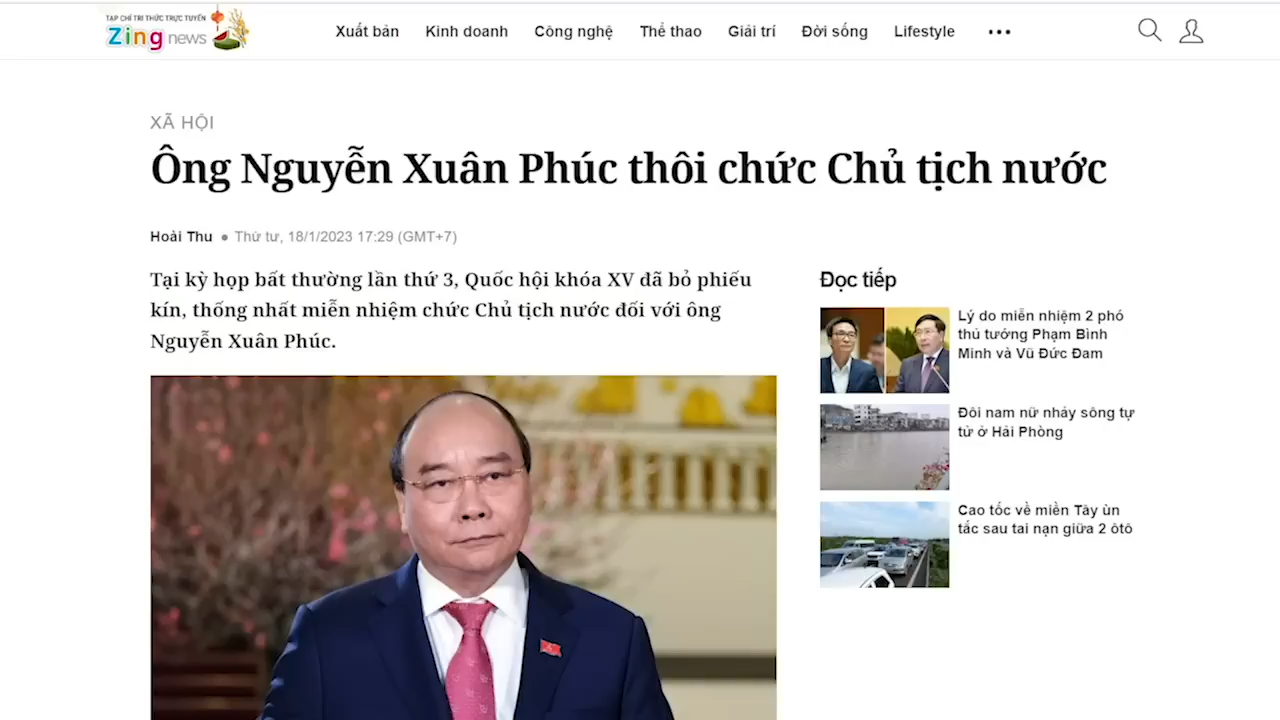 TẠP CHÍ TRI THỨC TRỰC TUYẾN
Zing news
Xuất bản Kinh doanh Công nghệ Thể thao Giải trí Đời sống Lifestyle
XÃ HỘI
Ông Nguyễn Xuân Phúc thôi chức Chủ tịch nước
Hoài Thu • Thứ tư, 18/1/2023 17:29 (GMT+7)
Tại kỳ họp bất thường lần thứ 3, Quốc hội khóa XV đã bỏ phiếu
kín, thống nhất miễn nhiệm chức Chủ tịch nước đối với ông
Nguyễn Xuân Phúc.
Đọc tiếp
Lý do miễn nhiệm 2 phó
thủ tướng Phạm Bình
Minh và Vũ Đức Đam
Đôi nam nữ nhảy sông tự
tử ở Hải Phòng
Cao tốc về miền Tây ùn
tắc sau tai nạn giữa 2 ôtô